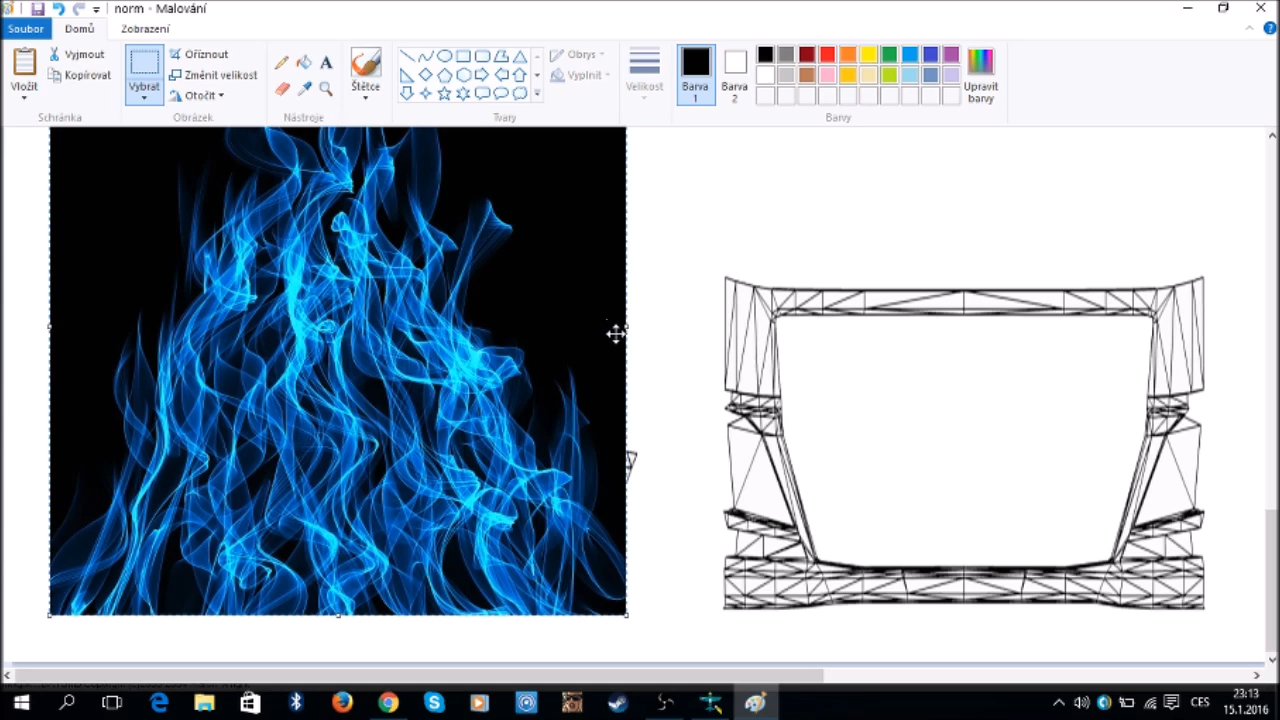 norm - Malování
Soubor
Domů
Zobrazení
Vložit
Vyjmout
Kopírovat
Schránka
Vybrat
Oříznout
Změnit velikost
Otočit
Obrázek
Nástroje
Štětce
Obrys
Vyplnit
Tvary
Velikost
Barva
1
Barva
2
Upravit
barvy
Barvy
CES
23:13
15.1.2016